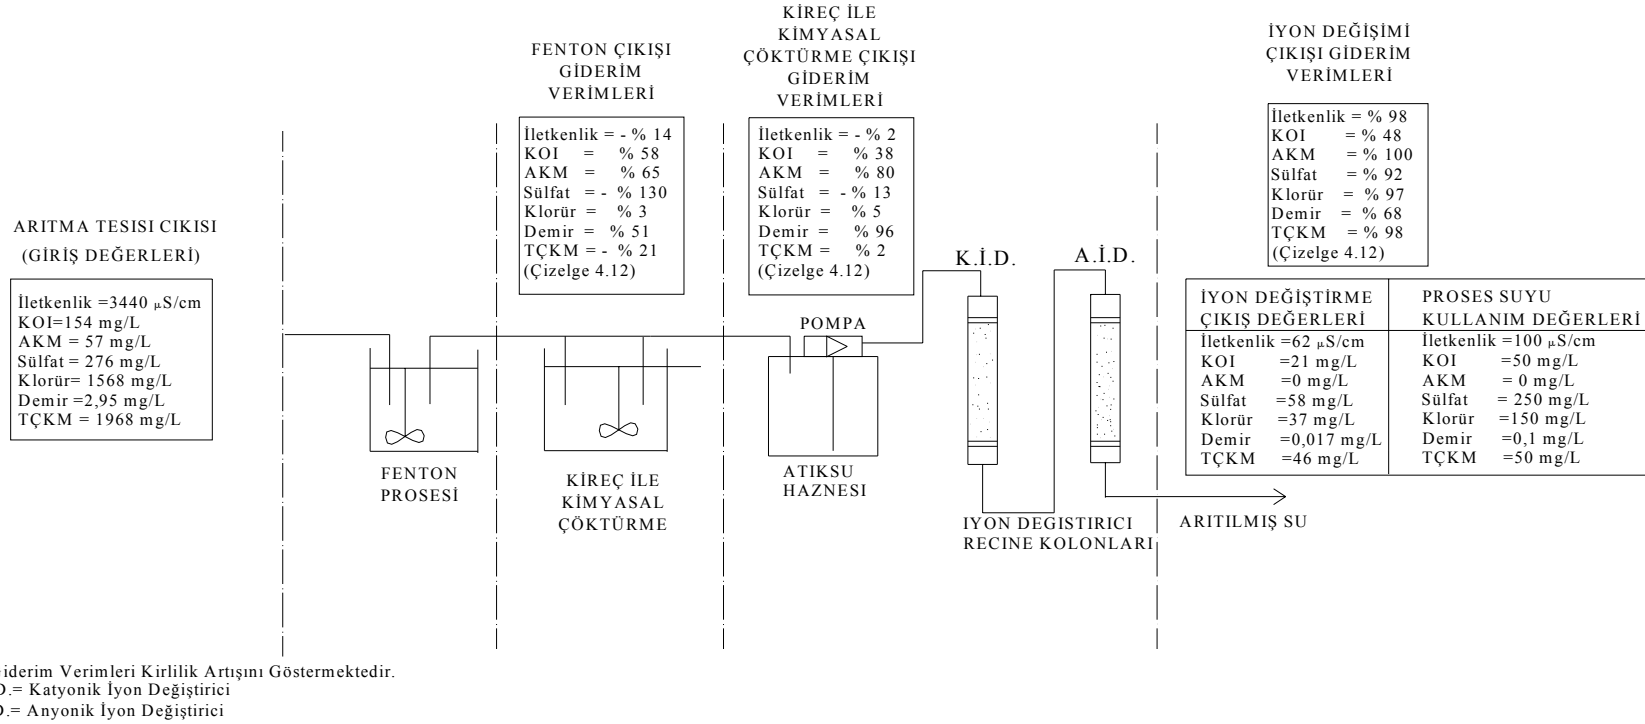 FENTON ÇIKIŞI
GİDERİM
VERİMLERİ
İletkenlik = - % 14
KOI = % 58
AKM = % 65
Sülfat = - % 130
Klorür = % 3
Demir = % 51
TÇKM = - % 21
(Çizelge 4.12)
KİREÇ İLE
KİMYASAL
ÇÖKTÜRME ÇIKIŞI
GİDERİM
VERİMLERİ
İletkenlik = - % 2
KOI = % 38
AKM = % 80
Sülfat = - % 13
Klorür = % 5
Demir = % 96
TÇKM = % 2
(Çizelge 4.12)
İYON DEĞİŞİMİ
ÇIKIŞI GİDERİM
VERİMLERİ
İletkenlik = % 98
KOI = % 48
AKM = % 100
Sülfat = % 92
Klorür = % 97
Demir = % 68
TÇKM = % 98
(Çizelge 4.12)
ARITMA TESISI CIKISI
(GİRİŞ DEĞERLERİ)
İletkenlik =3440 µS/cm
KOI=154 mg/L
AKM = 57 mg/L
Sülfat = 276 mg/L
Klorür= 1568 mg/L
Demir =2,95 mg/L
TÇKM = 1968 mg/L
FENTON
PROSESİ
KİREÇ İLE
KİMYASAL
ÇÖKTÜRME
POMPA
ATIKSU
HAZNESI
K.İ.D.
A.İ.D.
IYON DEGISTIRICI
RECINE KOLONLARI
İYON DEĞİŞTİRME
ÇIKIŞ DEĞERLERİ
İletkenlik =62 µS/cm
KOI =21 mg/L
AKM =0 mg/L
Sülfat =58 mg/L
Klorür =37 mg/L
Demir =0,017 mg/L
TÇKM =46 mg/L
PROSES SUYU
KULLANIM DEĞERLERİ
İletkenlik =100 µS/cm
KOI =50 mg/L
AKM = 0 mg/L
Sülfat = 250 mg/L
Klorür =150 mg/L
Demir =0,1 mg/L
TÇKM =50 mg/L
ARITILMIŞ SU
iderim Verimleri Kirlilik Artışını Göstermektedir.
D.= Katyonik İyon Değiştirici
D.= Anyonik İyon Değiştirici